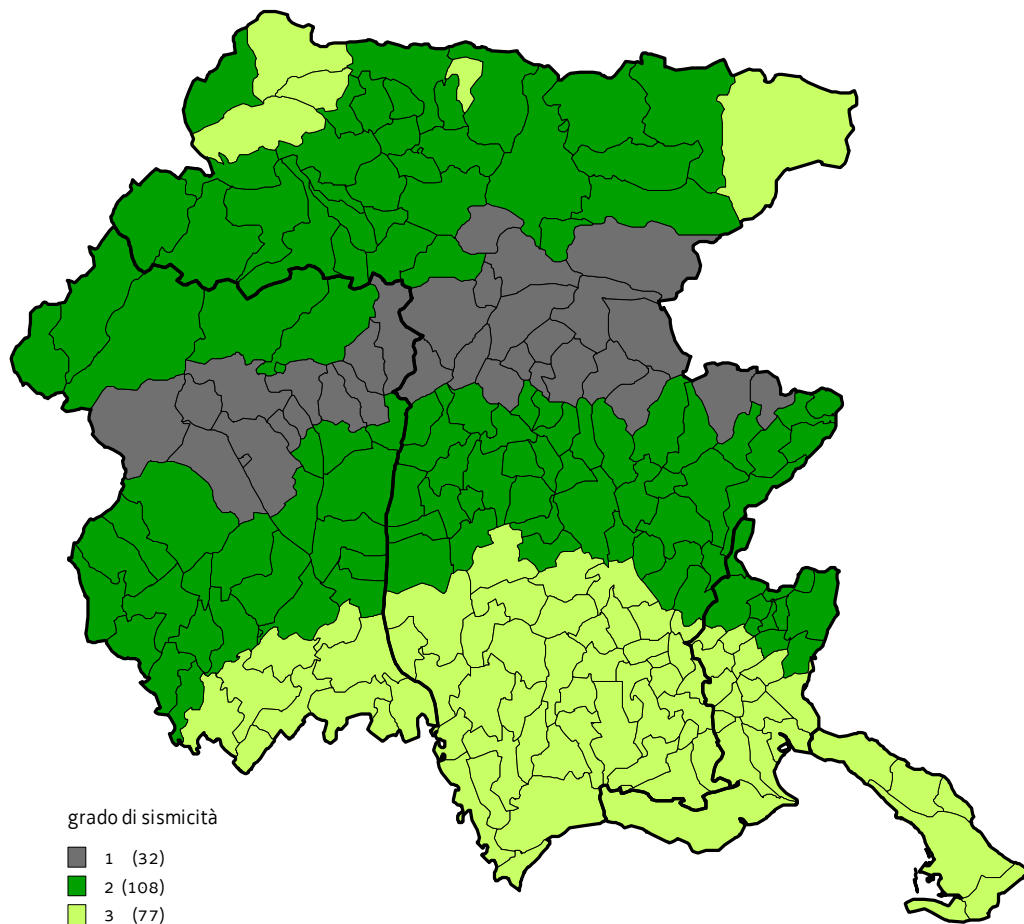 grado di sismicità
1 (32)
2 (108)
3 (77)